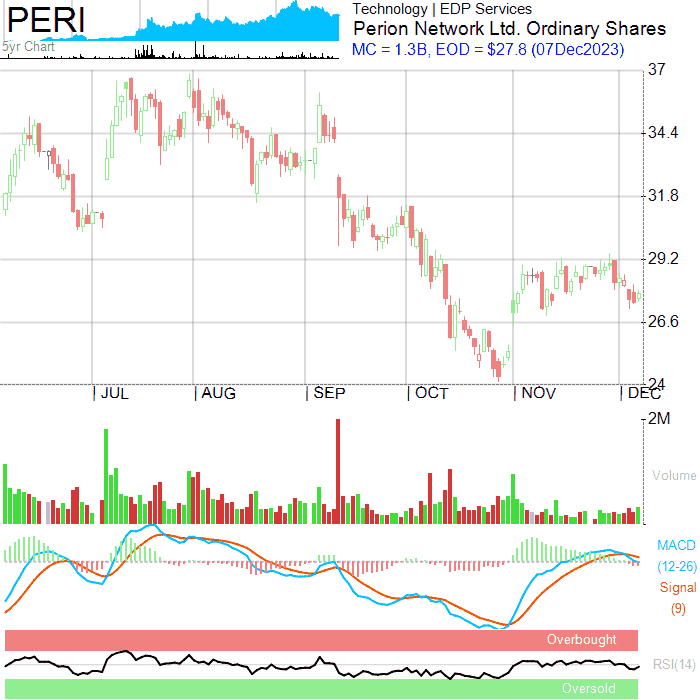 PERI
5yr Chart
Technology | EDP Services
Perion Network Ltd. Ordinary Shares
MC = 1.3B, EOD = $27.8 (07Dec2023)
37
34.4
31.8
29.2
26.6
24
JUL AUG SEP OCT NOV DEC
2M
Volume
MACD
(12-26)
Signal
(9)
Overbought
RSI(14)
Oversold